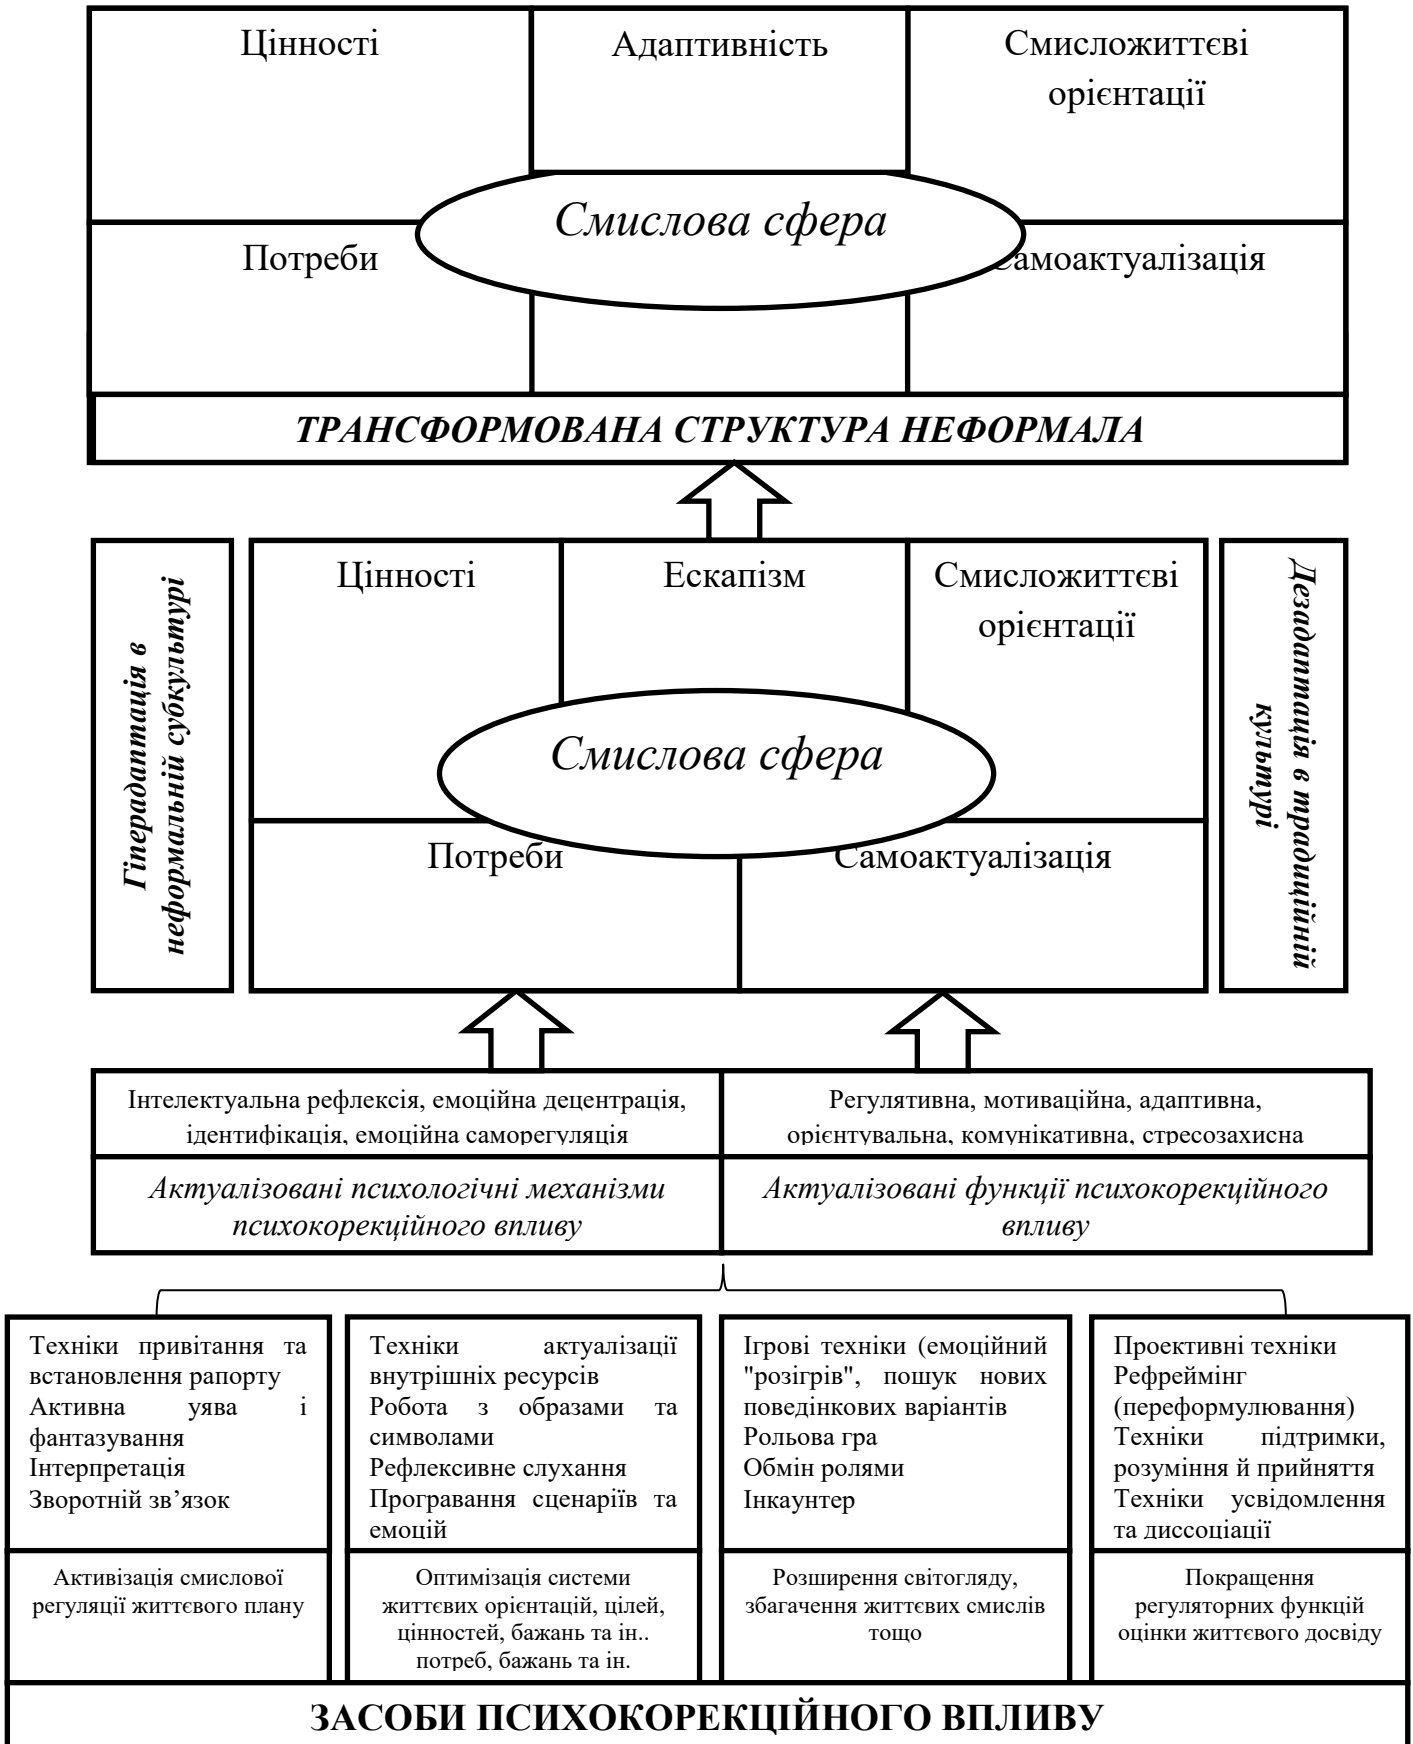 Цінності
Адаптивність
Смисложиттєві
орієнтації
Смислова сфера
Потреби
Самоактуалізація
ТРАНСФОРМОВАНА СТРУКТУРА НЕФОРМАЛА
Гіперадаптація в
неформальній субкультурі
Цінності
Ескапізм
Смисложиттєві
орієнтації
Смислова сфера
Потреби
Самоактуалізація
Дезадаптація в традиційній
культурі
Інтелектуальна рефлексія, емоційна децентрація,
ідентифікація, емоційна саморегуляція
Регулятивна, мотиваційна, адаптивна,
орієнтувальна, комунікативна, стресозахисна
Актуалізовані психологічні механізми
психокорекційного впливу
Актуалізовані функції психокорекційного
впливу
Техніки привітання та
встановлення рапорту
Активна уява і
фантазування
Інтерпретація
Зворотній зв’язок
Техніки актуалізації
внутрішніх ресурсів
Робота з образами та
символами
Рефлексивне слухання
Програвання сценаріїв та
емоцій
Ігрові техніки (емоційний
"розігрів", пошук нових
поведінкових варіантів
Рольова гра
Обмін ролями
Інкаунтер
Проективні техніки
Рефреймінг
(переформулювання)
Техніки підтримки,
розуміння й прийняття
Техніки усвідомлення
та диссоціації
Активізація смислової
регуляції життєвого плану
Оптимізація системи
життєвих орієнтацій, цілей,
цінностей, бажань та ін..
потреб, бажань та ін.
Розширення світогляду,
збагачення життєвих смислів
тощо
Покращення
регуляторних функцій
оцінки життєвого досвіду
ЗАСОБИ ПСИХОКОРЕКЦІЙНОГО ВПЛИВУ